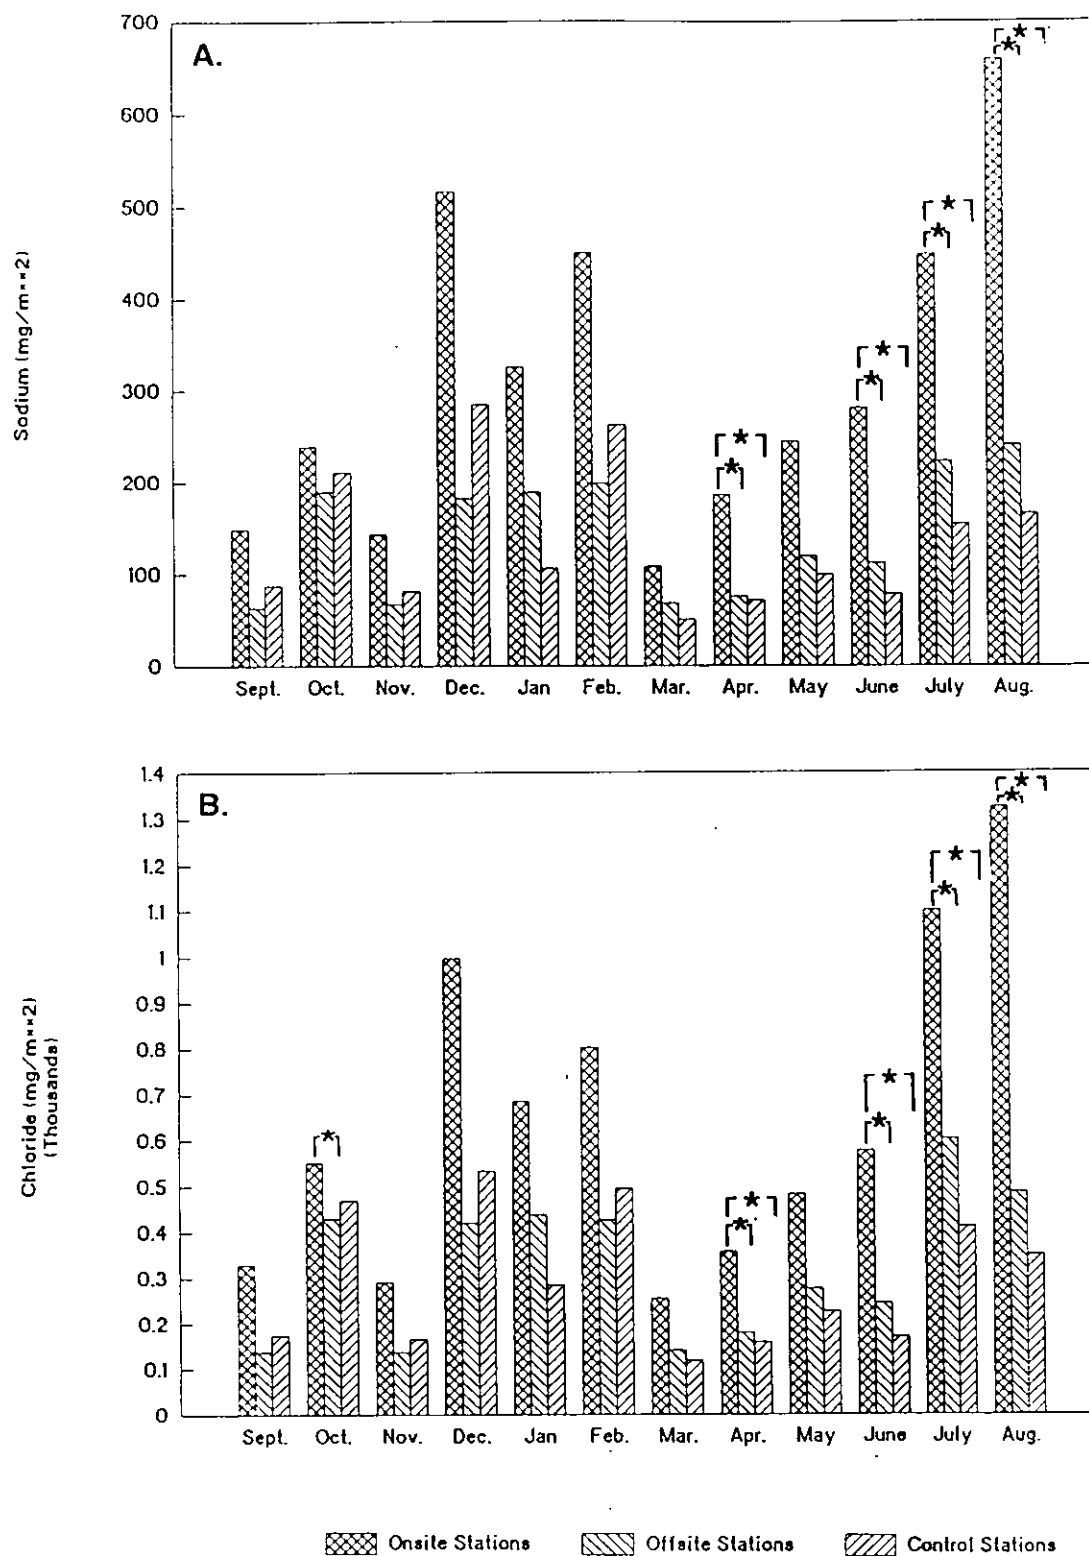 A.
Sodium (mg/m**2)
700
600
500
400
300
200
100
0
Sept. Oct. Nov. Dec. Jan Feb. Mar. Apr. May June July Aug.
B.
Chloride (mg/m**2)
(Thousands)
1.4
1.3
1.2
1.1
1
0.9
0.8
0.7
0.6
0.5
0.4
0.3
0.2
0.1
0
Sept. Oct. Nov. Dec. Jan Feb. Mar. Apr. May June July Aug.
Onsite Stations Offsite Stations Control Stations